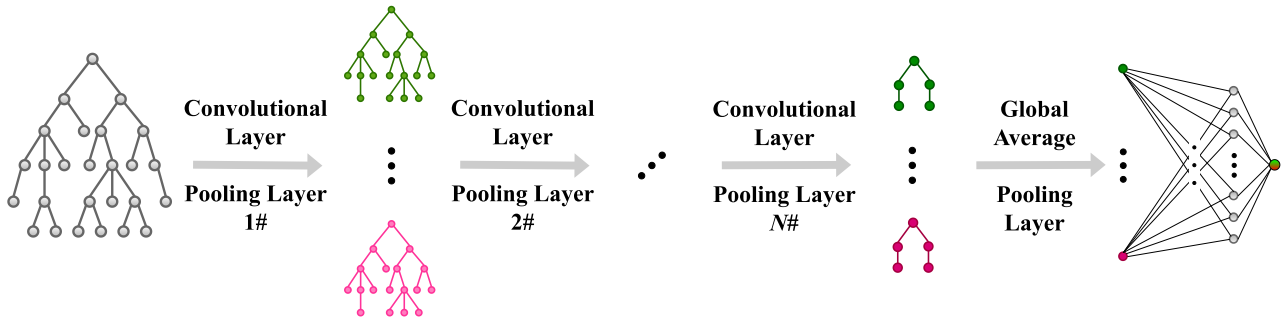 Convolutional
Layer
Pooling Layer
1#
Convolutional
Layer
Pooling Layer
2#
Convolutional
Layer
Pooling Layer
N#
Global
Average
Pooling
Layer